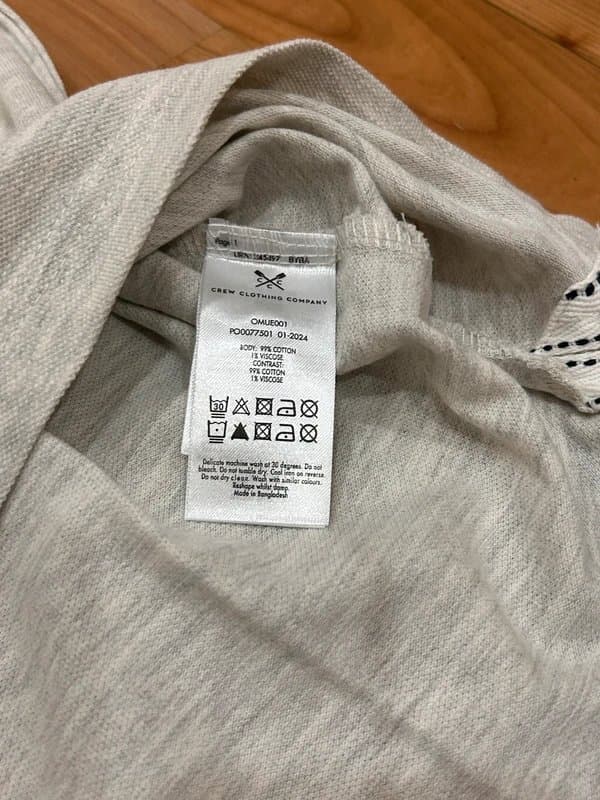 Page 1
BYBA
C C
C
CREW CLOTHING COMPANY
OMUE001
PO0077501 01-2024
BODY: 99% COTTON
1% VISCOSE
CONTRAST:
99% COTTON
1% VISCOSE
30
Delicate machine wash at 30 degrees. Do not
bleach. Do not tumble dry. Cool iron on reverse.
Do not dry clean. Wash with similar colours.
Reshape whilst damp.
Made in Bangladesh